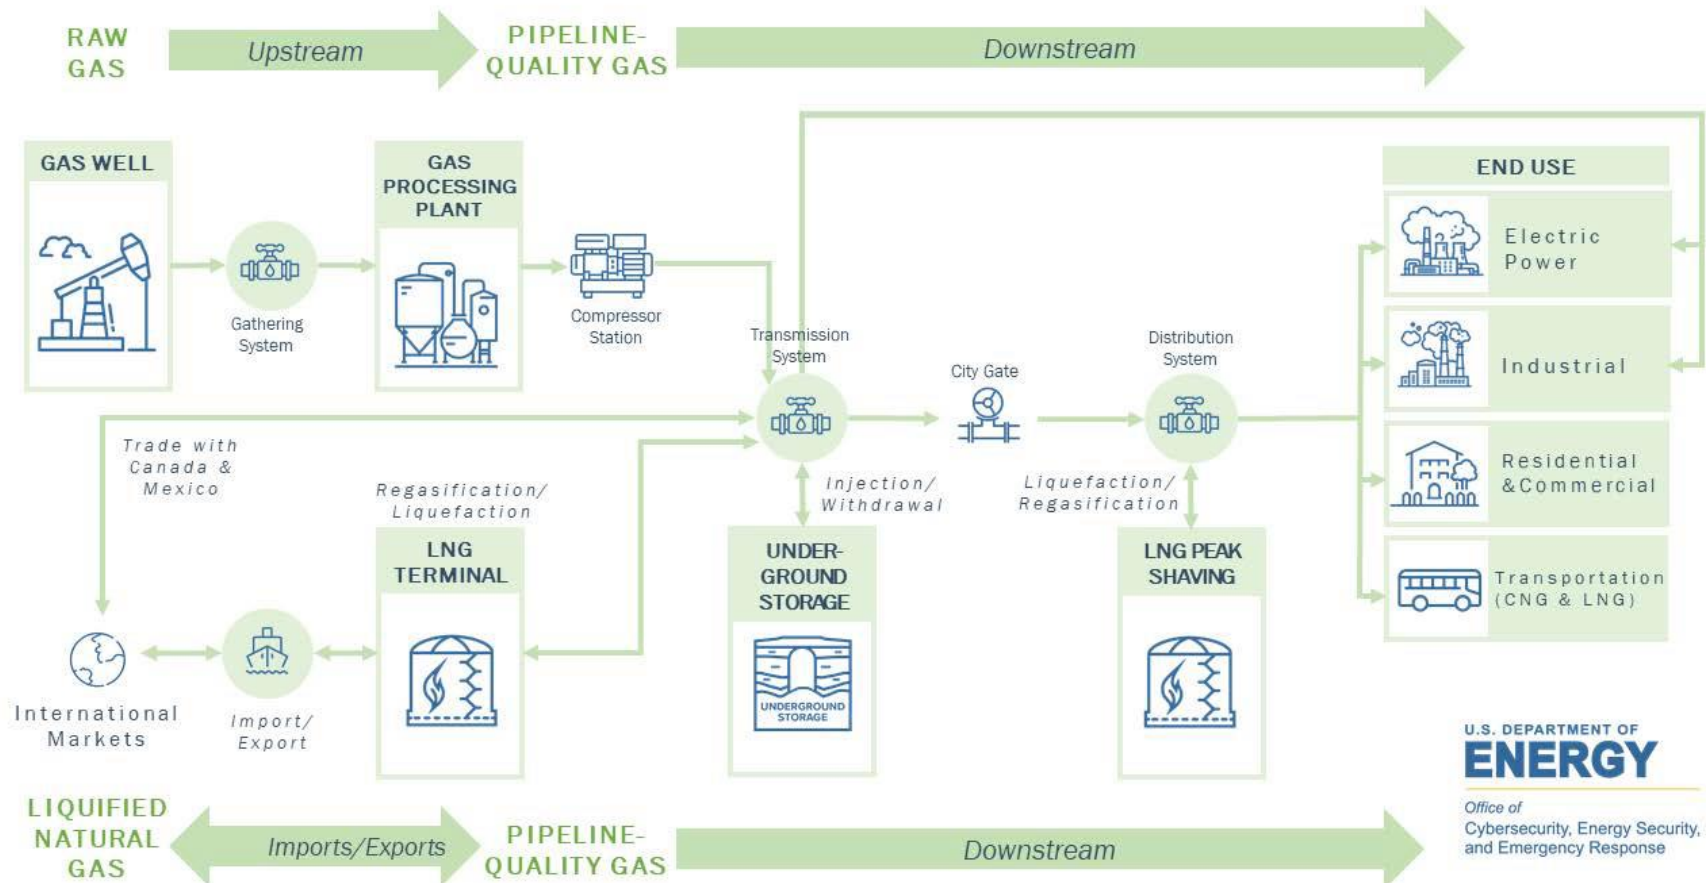 RAW
GAS
Upstream
PIPELINE-
QUALITY GAS
Downstream
GAS WELL
Gathering
System
GAS
PROCESSING
PLANT
Compressor
Station
Transmission
System
City Gate
Distribution
System
END USE
Electric
Power
Industrial
Residential
&Commercial
Transportation
(CNG & LNG)
Trade with
Canada &
Mexico
Regasification/
Liquefaction
LNG
TERMINAL
Injection/
Withdrawal
UNDER-
GROUND
STORAGE
UNDERGROUND
STORAGE
Liquefaction/
Regasification
LNG PEAK
SHAVING
International
Markets
Import/
Export
LIQUIFIED
NATURAL
GAS
Imports/Exports
PIPELINE-
QUALITY GAS
Downstream
U.S. DEPARTMENT OF
ENERGY
Office of
Cybersecurity, Energy Security,
and Emergency Response